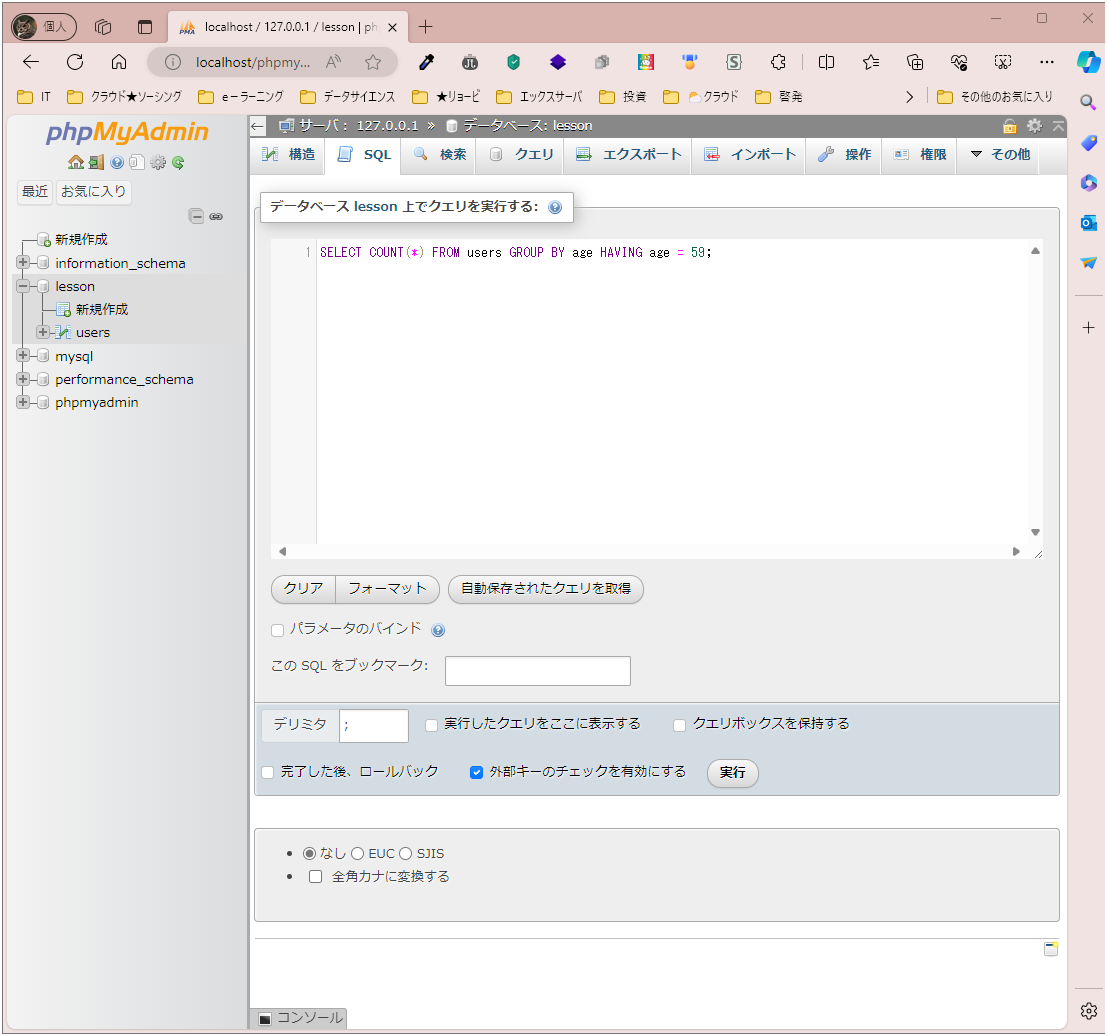 個人
localhost / 127.0.0.1 / lesson | ph
localhost/phpmy...
IT
クラウド★ソーシング
e－ラーニング
データサイエンス
★リョービ
エックスサーバ
投資
クラウド
啓発
その他のお気に入り
phpMyAdmin
最近
お気に入り
新規作成
information_schema
lesson
新規作成
users
mysql
performance_schema
phpmyadmin
サーバ： 127.0.0.1 » データベース: lesson
構造
SQL
検索
クエリ
エクスポート
インポート
操作
権限
その他
データベース lesson 上でクエリを実行する:
1 SELECT COUNT(*) FROM users GROUP BY age HAVING age = 59;
クリア
フォーマット
自動保存されたクエリを取得
パラメータのバインド
この SQL をブックマーク:
デリミタ ;
実行したクエリをここに表示する
クエリボックスを保持する
完了した後、ロールバック
外部キーのチェックを有効にする
実行
なし EUC SJIS
全角カナに変換する
コンソール